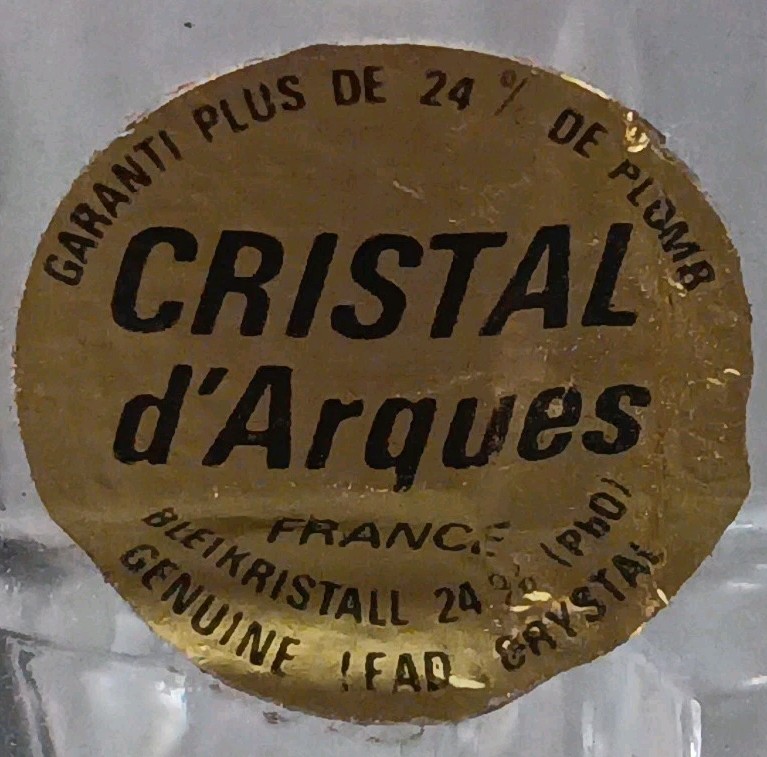 GARANTI PLUS DE 24 % DE PLOMB
CRISTAL
d'Arques
FRANCE
BLEIKRISTALL 24 % (PbO)
GENUINE LEAD CRYSTAL